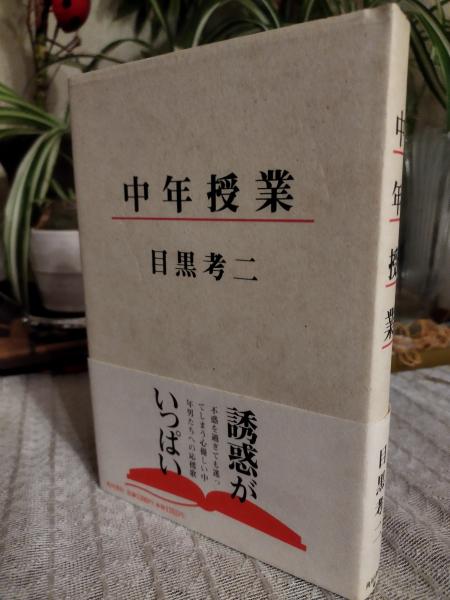 中年授業
目黒考二
誘惑が
いっぱい
不惑を過ぎても迷っ
てしまう心優しい中
年男たちへの応援歌
中年授業
目黒考二